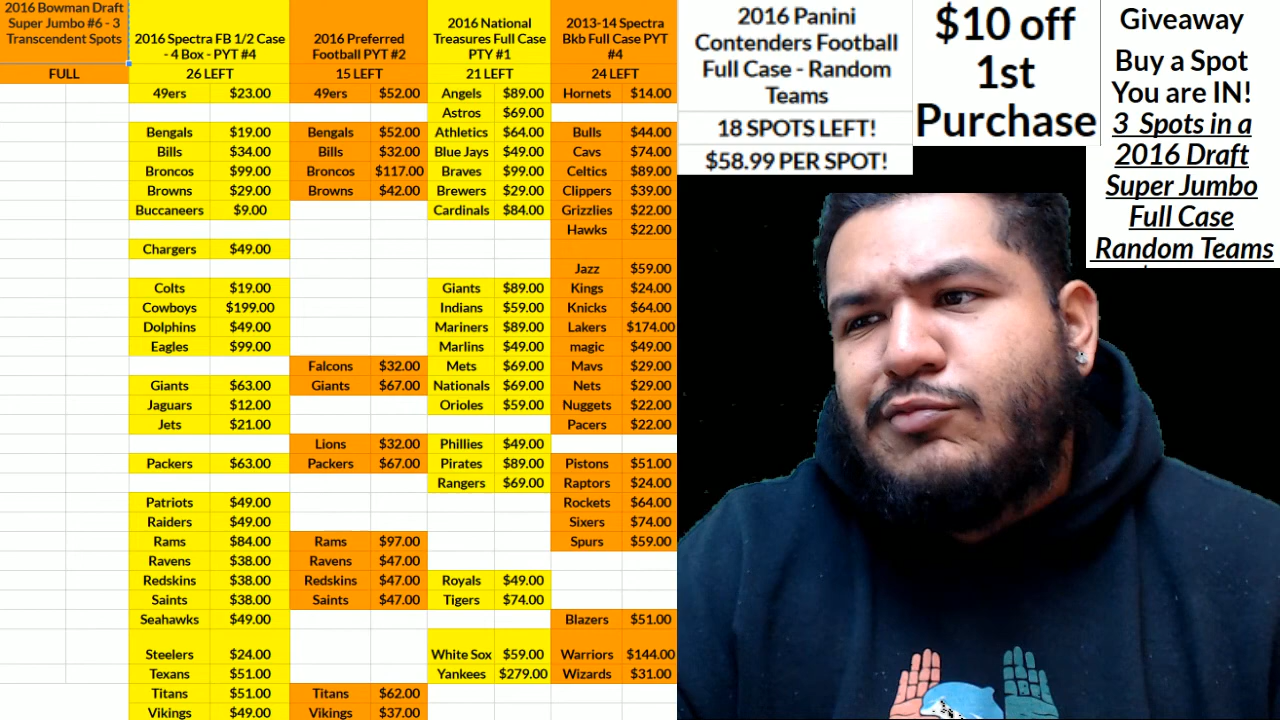 2016 Bowman Draft
Super Jumbo #6 - 3
Transcendent Spots
FULL
2016 Spectra FB 1/2 Case
- 4 Box - PYT #4
26 LEFT
49ers $23.00
Bengals $19.00
Bills $34.00
Broncos $99.00
Browns $29.00
Buccaneers $9.00
Chargers $49.00
Colts $19.00
Cowboys $199.00
Dolphins $49.00
Eagles $99.00
Giants $63.00
Jaguars $12.00
Jets $21.00
Packers $63.00
Patriots $49.00
Raiders $49.00
Rams $84.00
Ravens $38.00
Redskins $38.00
Saints $38.00
Seahawks $49.00
Steelers $24.00
Texans $51.00
Titans $51.00
Vikings $49.00
2016 Preferred
Football PYT #2
15 LEFT
49ers $52.00
Bengals $52.00
Bills $32.00
Broncos $117.00
Browns $42.00
Falcons $32.00
Giants $67.00
Lions $32.00
Packers $67.00
Rams $97.00
Ravens $47.00
Redskins $47.00
Saints $47.00
Titans $62.00
Vikings $37.00
2016 National
Treasures Full Case
PTY #1
21 LEFT
Angels $89.00
Astros $69.00
Athletics $64.00
Blue Jays $49.00
Braves $99.00
Brewers $29.00
Cardinals $84.00
Giants $89.00
Indians $59.00
Mariners $89.00
Marlins $49.00
Mets $69.00
Nationals $69.00
Orioles $59.00
Phillies $49.00
Pirates $89.00
Rangers $69.00
Royals $49.00
Tigers $74.00
White Sox $59.00
Yankees $279.00
2013-14 Spectra
Bkb Full Case PYT
#4
24 LEFT
Hornets $14.00
Bulls $44.00
Cavs $74.00
Celtics $89.00
Clippers $39.00
Grizzlies $22.00
Hawks $22.00
Jazz $59.00
Kings $24.00
Knicks $64.00
Lakers $174.00
magic $49.00
Mavs $29.00
Nets $29.00
Nuggets $22.00
Pacers $22.00
Pistons $51.00
Raptors $24.00
Rockets $64.00
Sixers $74.00
Spurs $59.00
Blazers $51.00
Warriors $144.00
Wizards $31.00
2016 Panini
Contenders Football
Full Case - Random
Teams
18 SPOTS LEFT!
$58.99 PER SPOT!
$10 off
1st
Purchase
Giveaway
Buy a Spot
You are IN!
3 Spots in a
2016 Draft
Super Jumbo
Full Case
Random Teams